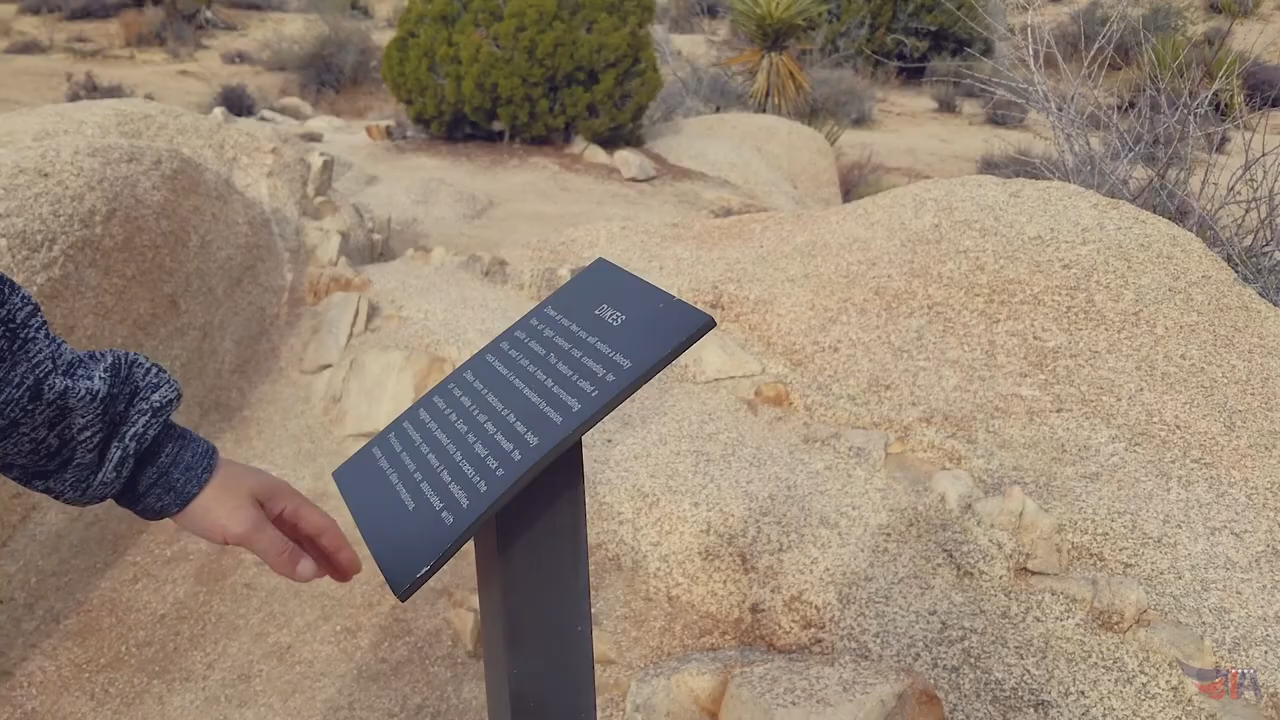 DIKES
Down at your feet you will notice a blocky
line of light colored rock extending for
quite a distance. This feature is called a
dike and it juts out from the surrounding
rock because it is more resistant to erosion.
Dikes form in fractures of the main body
of rock while it is still deep beneath the
surface of the Earth. Hot liquid rock or
magma gets pushed into the cracks in the
surrounding rock where it then solidifies.
Precious minerals are associated with
some types of dike formations.